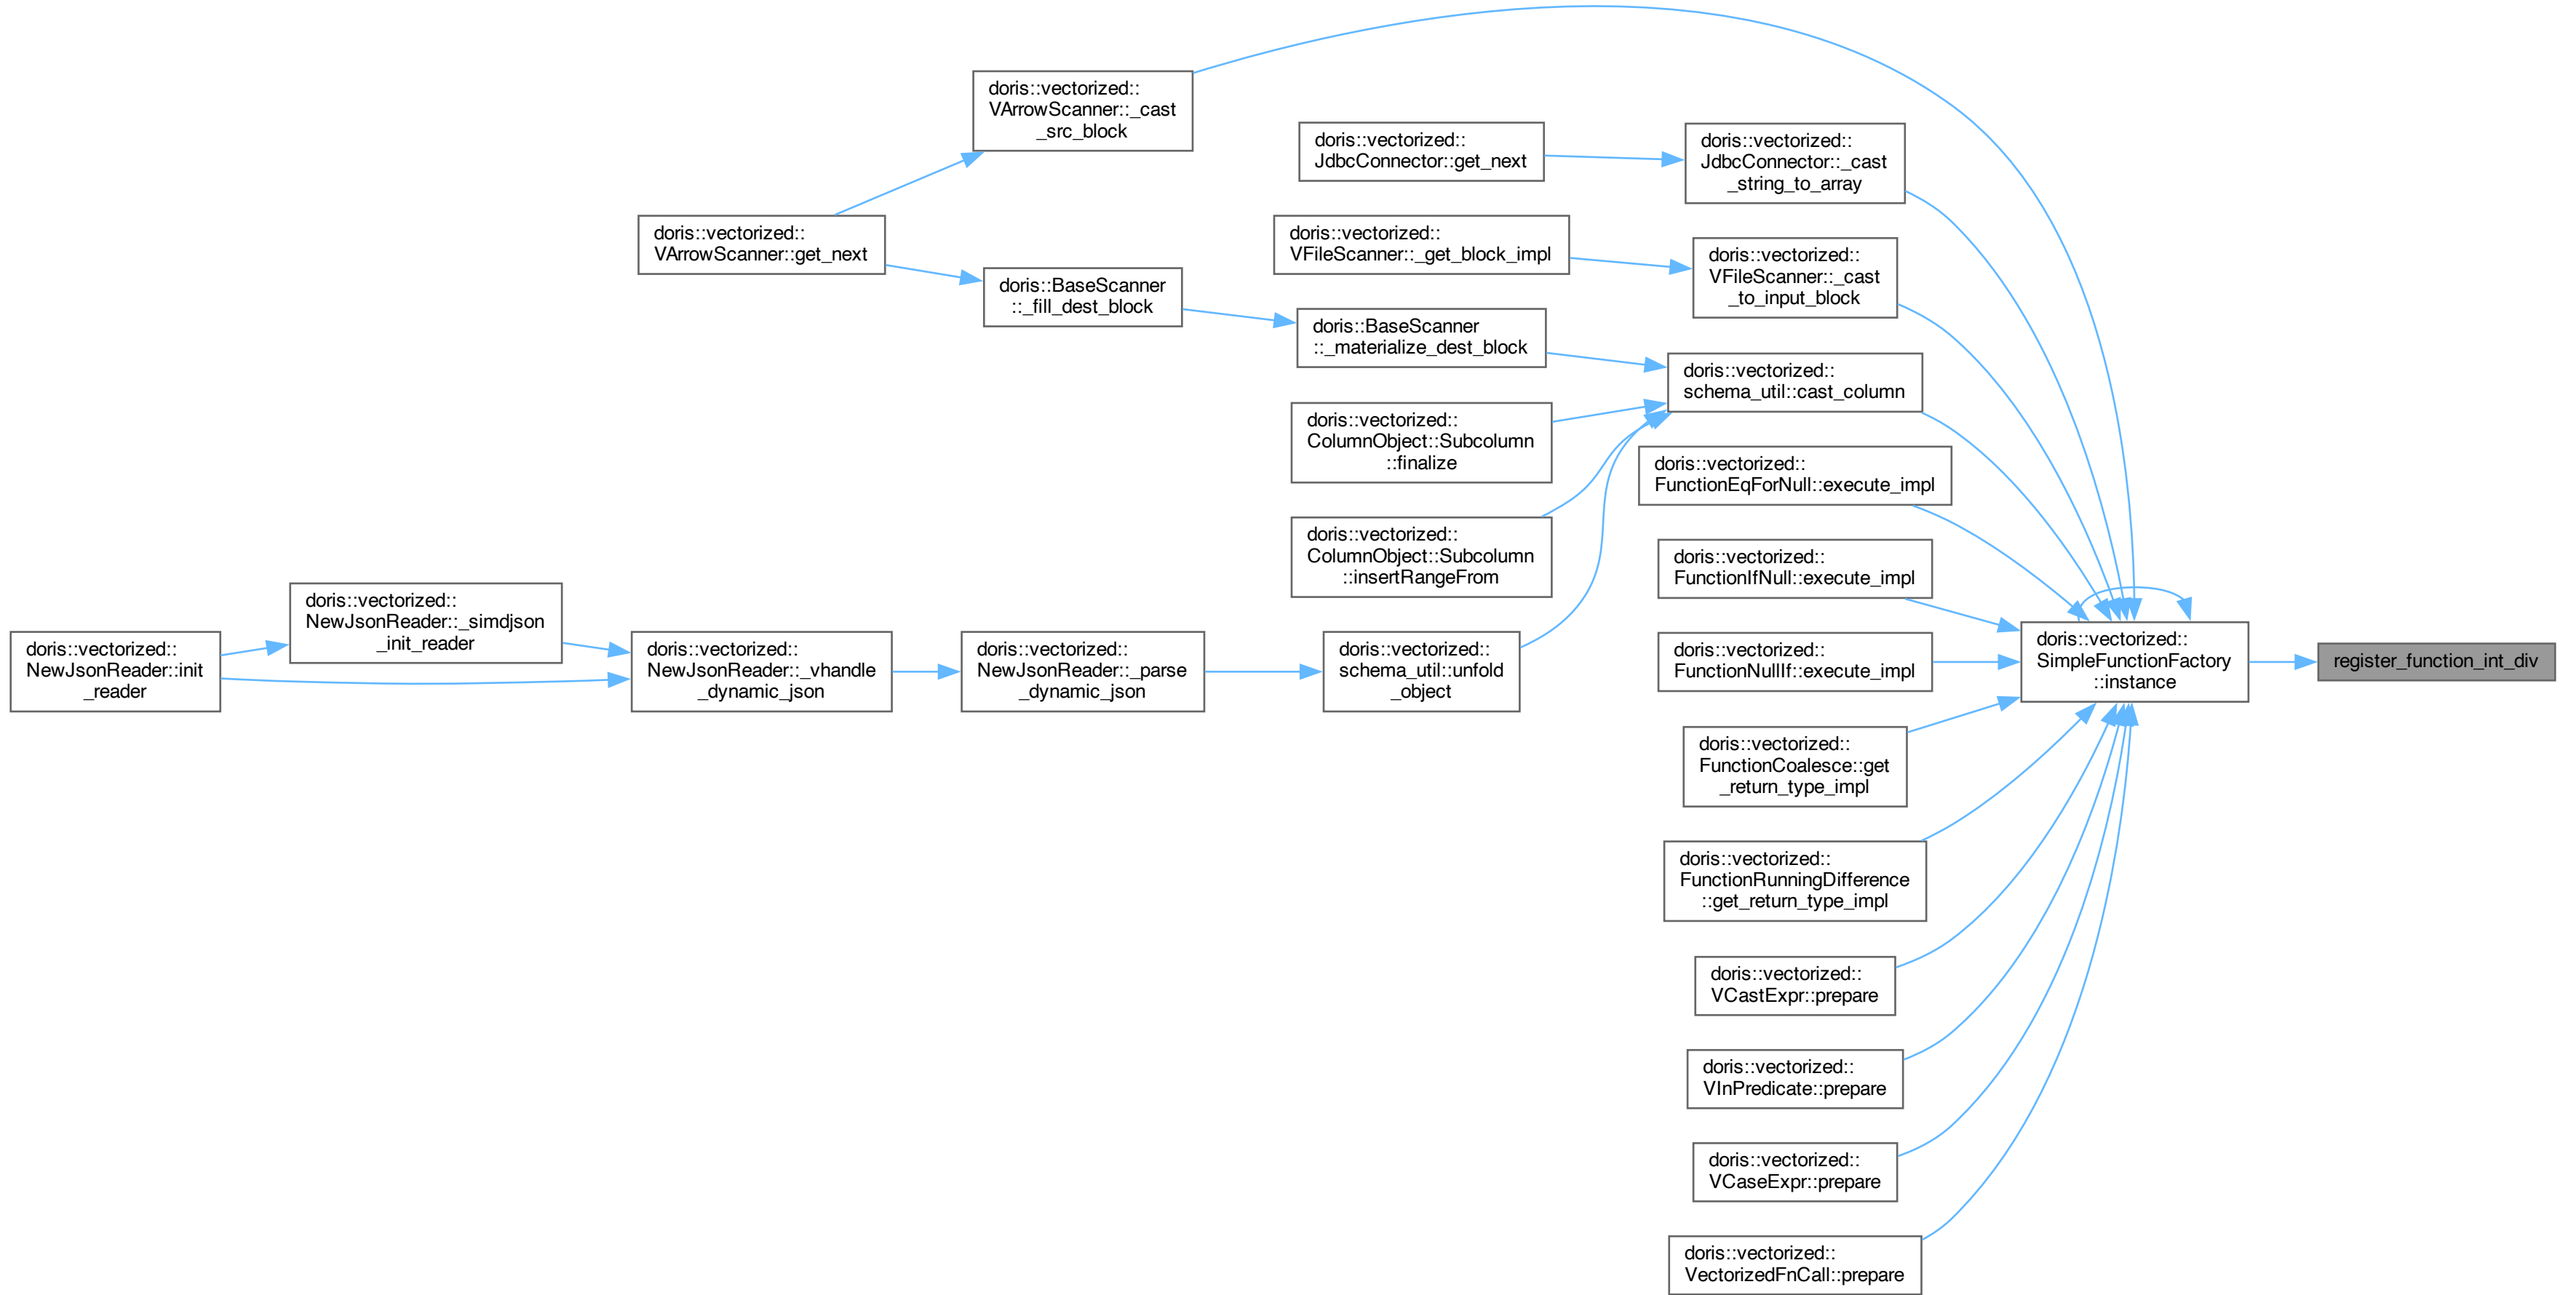 doris::vectorized::
VArrowScanner::_cast
_src_block
doris::vectorized::
JdbcConnector::get_next
doris::vectorized::
JdbcConnector::_cast
_string_to_array
doris::vectorized::
VArrowScanner::get_next
doris::vectorized::
VFileScanner::_get_block_impl
doris::vectorized::
VFileScanner::_cast
_to_input_block
doris::BaseScanner
::_fill_dest_block
doris::BaseScanner
::_materialize_dest_block
doris::vectorized::
schema_util::cast_column
doris::vectorized::
ColumnObject::Subcolumn
::finalize
doris::vectorized::
FunctionEqForNull::execute_impl
doris::vectorized::
ColumnObject::Subcolumn
::insertRangeFrom
doris::vectorized::
FunctionIfNull::execute_impl
doris::vectorized::
NewJsonReader::init
_reader
doris::vectorized::
NewJsonReader::_simdjson
_init_reader
doris::vectorized::
NewJsonReader::_vhandle
_dynamic_json
doris::vectorized::
NewJsonReader::_parse
_dynamic_json
doris::vectorized::
schema_util::unfold
_object
doris::vectorized::
FunctionNullIf::execute_impl
doris::vectorized::
SimpleFunctionFactory
::instance
register_function_int_div
doris::vectorized::
FunctionCoalesce::get
_return_type_impl
doris::vectorized::
FunctionRunningDifference
::get_return_type_impl
doris::vectorized::
VCastExpr::prepare
doris::vectorized::
VInPredicate::prepare
doris::vectorized::
VCaseExpr::prepare
doris::vectorized::
VectorizedFnCall::prepare